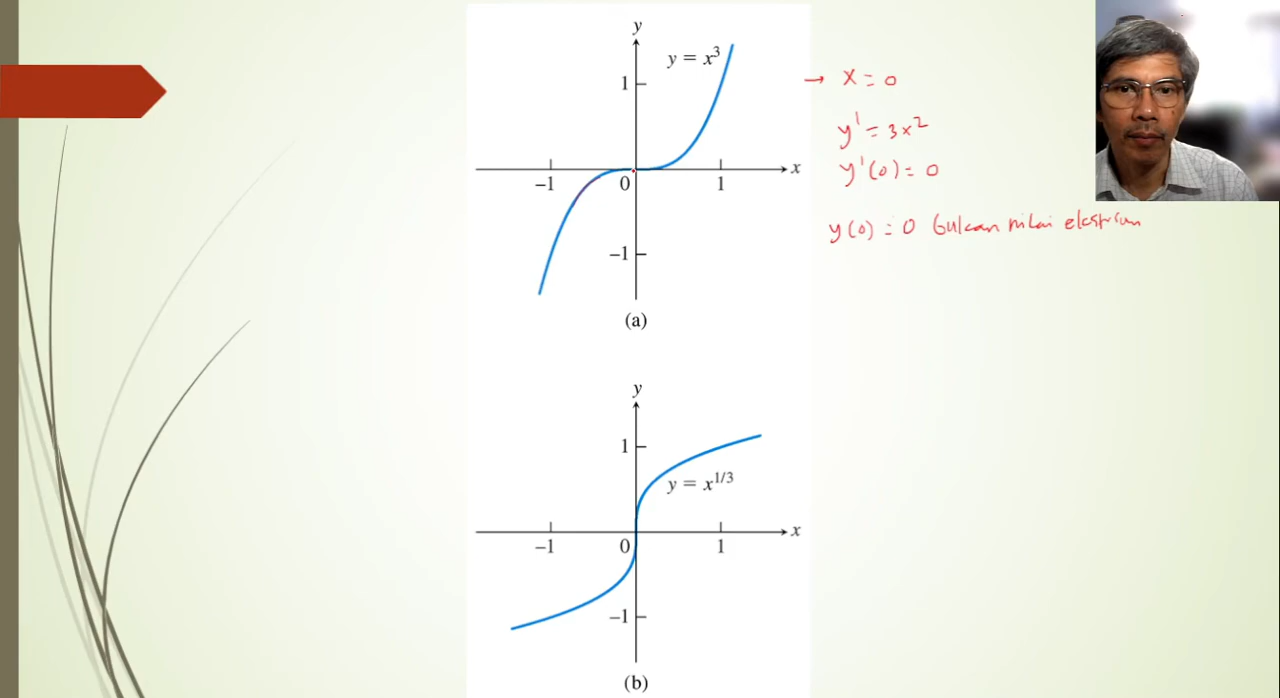 y
y = x³
1
-1
0
1
x
-1
(a)
→ x = 0
y' = 3x²
y'(0) = 0
y(0) = 0 bukan nilai ekstrim
y
1
y = x^{1/3}
-1
0
1
x
-1
(b)